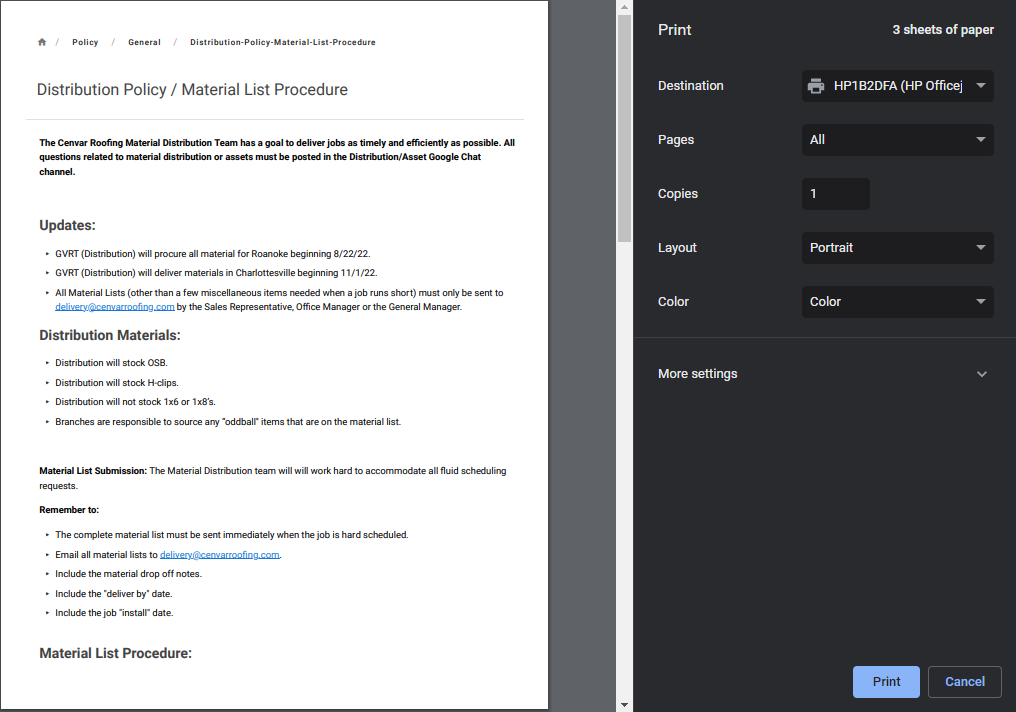 / Policy / General / Distribution-Policy-Material-List-Procedure
Distribution Policy / Material List Procedure
The Cenvar Roofing Material Distribution Team has a goal to deliver jobs as timely and efficiently as possible. All
questions related to material distribution or assets must be posted in the Distribution/Asset Google Chat
channel.
Updates:
‣ GVRT (Distribution) will procure all material for Roanoke beginning 8/22/22.
‣ GVRT (Distribution) will deliver materials in Charlottesville beginning 11/1/22.
‣ All Material Lists (other than a few miscellaneous items needed when a job runs short) must only be sent to
delivery@cenvarroofing.com by the Sales Representative, Office Manager or the General Manager.
Distribution Materials:
‣ Distribution will stock OSB.
‣ Distribution will stock H-clips.
‣ Distribution will not stock 1x6 or 1x8's.
‣ Branches are responsible to source any "oddball" items that are on the material list.
Material List Submission: The Material Distribution team will will work hard to accommodate all fluid scheduling
requests.
Remember to:
‣ The complete material list must be sent immediately when the job is hard scheduled.
‣ Email all material lists to delivery@cenvarroofing.com.
‣ Include the material drop off notes.
‣ Include the "deliver by" date.
‣ Include the job "install" date.
Material List Procedure:
Print 3 sheets of paper
Destination HP1B2DFA (HP Officej
Pages All
Copies 1
Layout Portrait
Color Color
More settings
Print Cancel